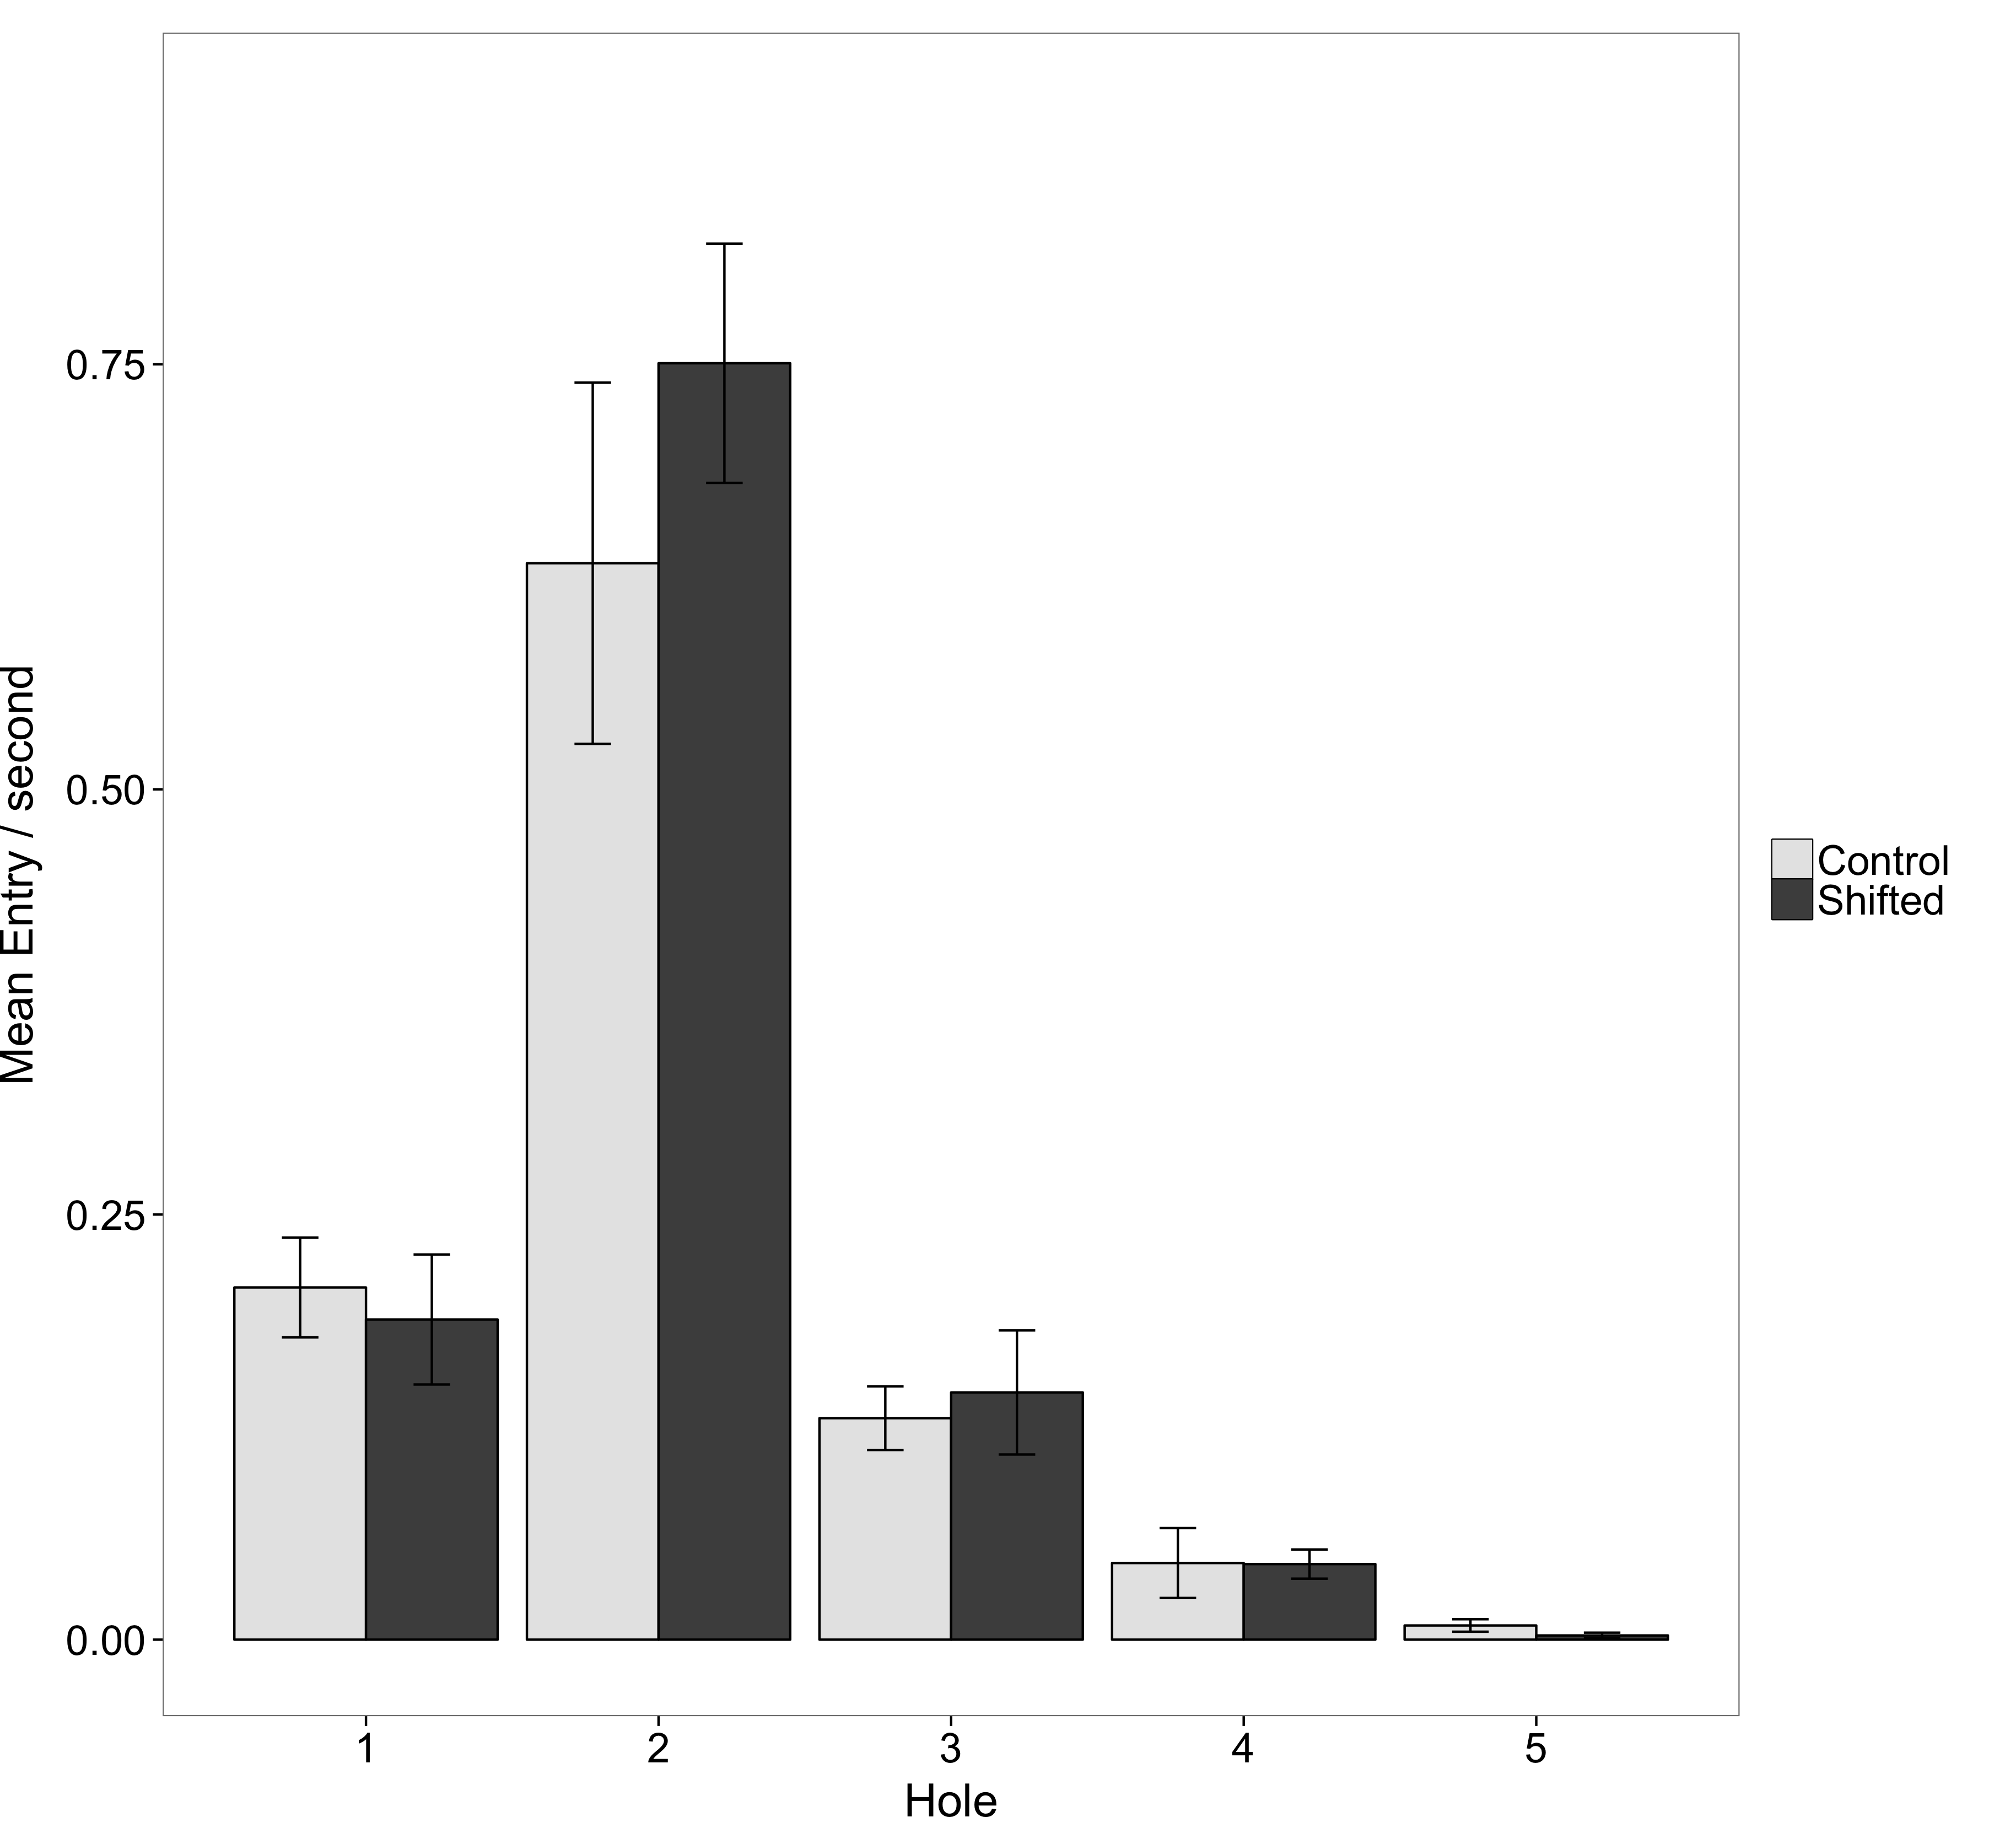 Mean Entry / second
0.75
0.50
0.25
0.00
1 2 3 4 5
Hole
Control
Shifted